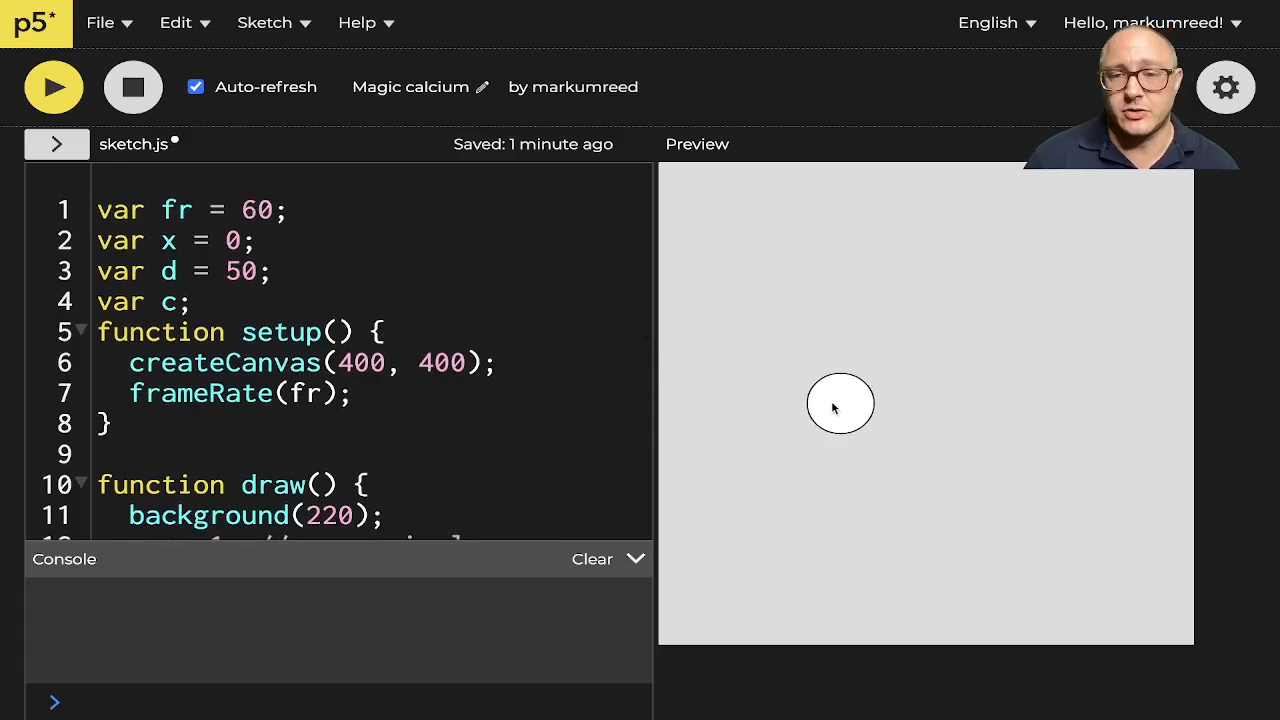 p5* File Edit Sketch Help English Hello, markumreed!
Auto-refresh Magic calcium by markumreed
sketch.js Saved: 1 minute ago Preview
1 var fr = 60;
2 var x = 0;
3 var d = 50;
4 var c;
5 function setup() {
6 createCanvas(400, 400);
7 frameRate(fr);
8 }
9
10 function draw() {
11 background(220);
Console Clear
>